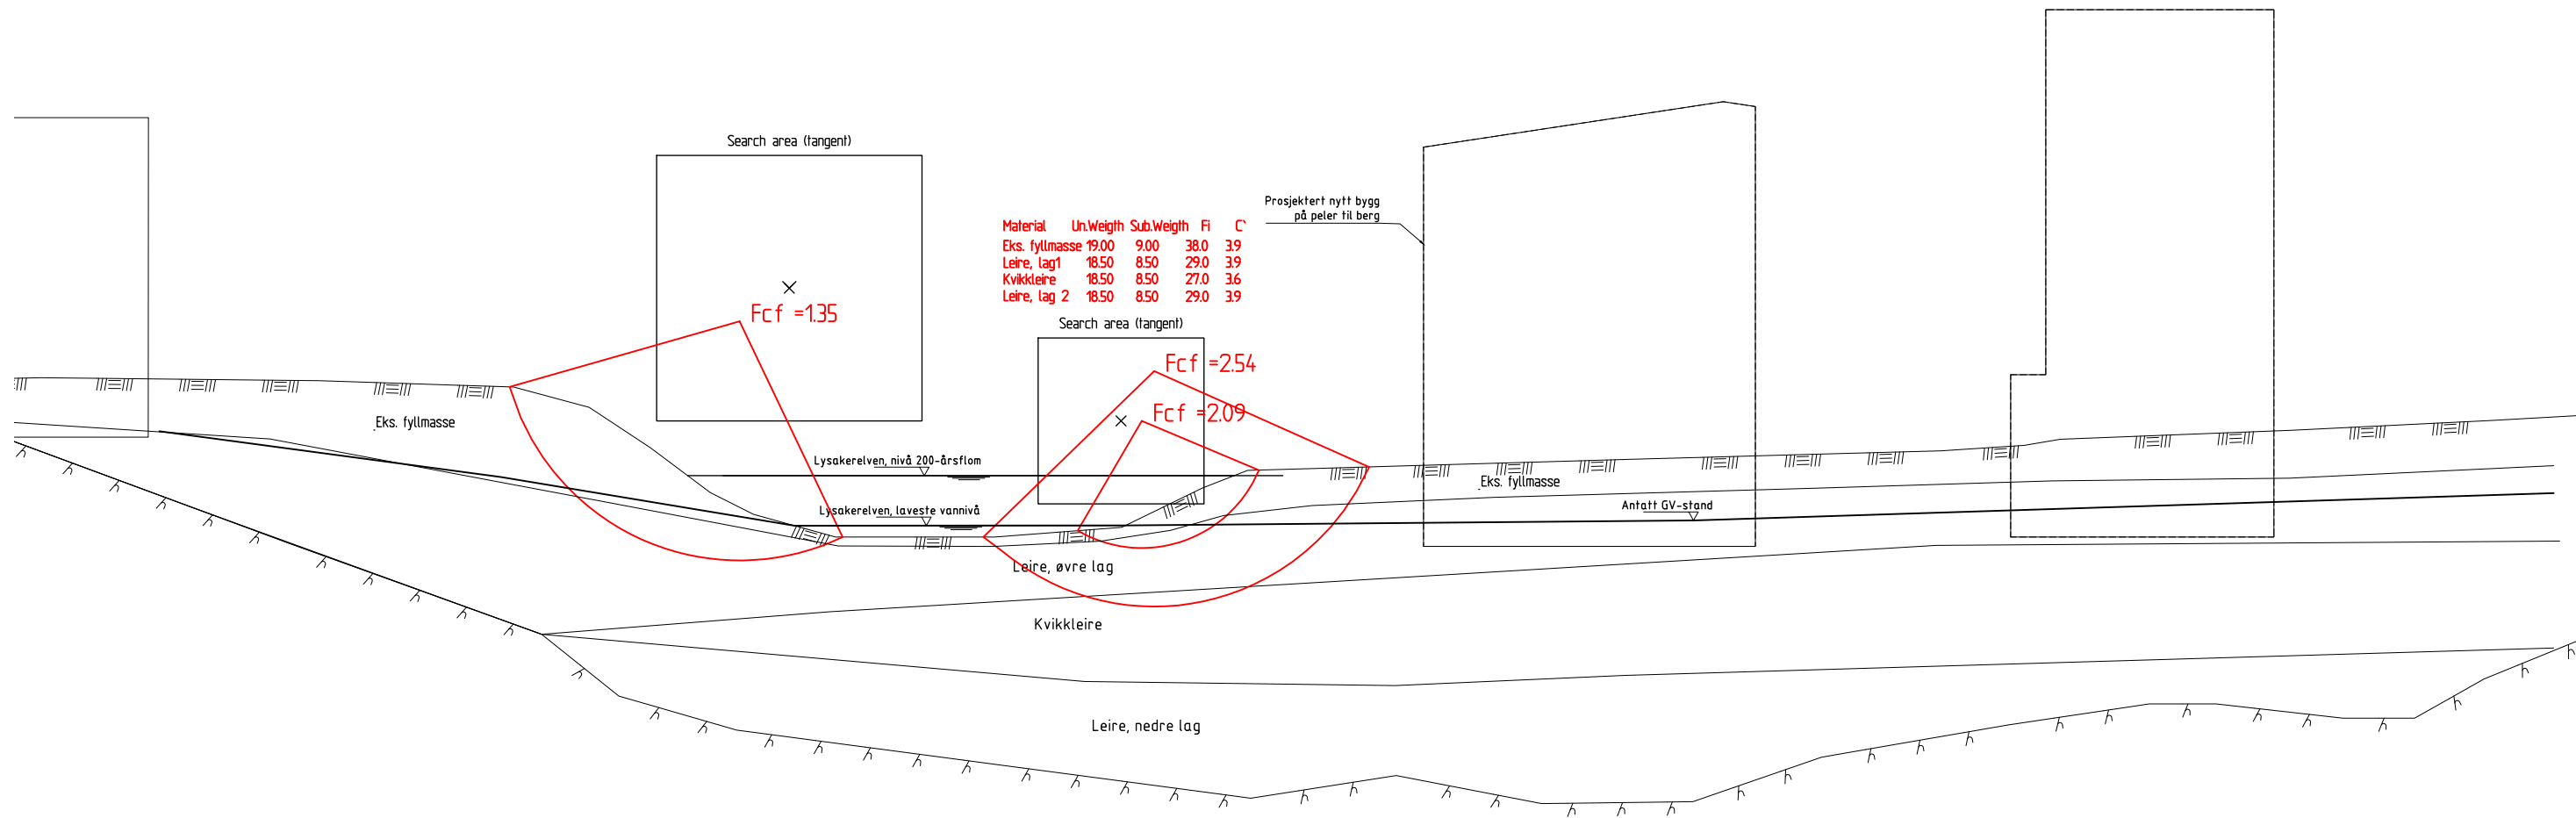 Search area (tangent)
Prosjektert nytt bygg
på peler til berg
Material Un.Weigth Sub.Weigth Fi C`
Eks. fyllmasse 19.00 9.00 38.0 3.9
Leire, lag1 18.50 8.50 29.0 3.9
Kvikkleire 18.50 8.50 27.0 3.6
Leire, lag 2 18.50 8.50 29.0 3.9
Fcf =1.35
Search area (tangent)
Fcf =2.54
Fcf =2.09
Eks. fyllmasse
Lysakerelven, nivå 200-årsflom
Eks. fyllmasse
Lysakerelven, laveste vannivå
Antatt GV-stand
Leire, øvre lag
Kvikkleire
Leire, nedre lag